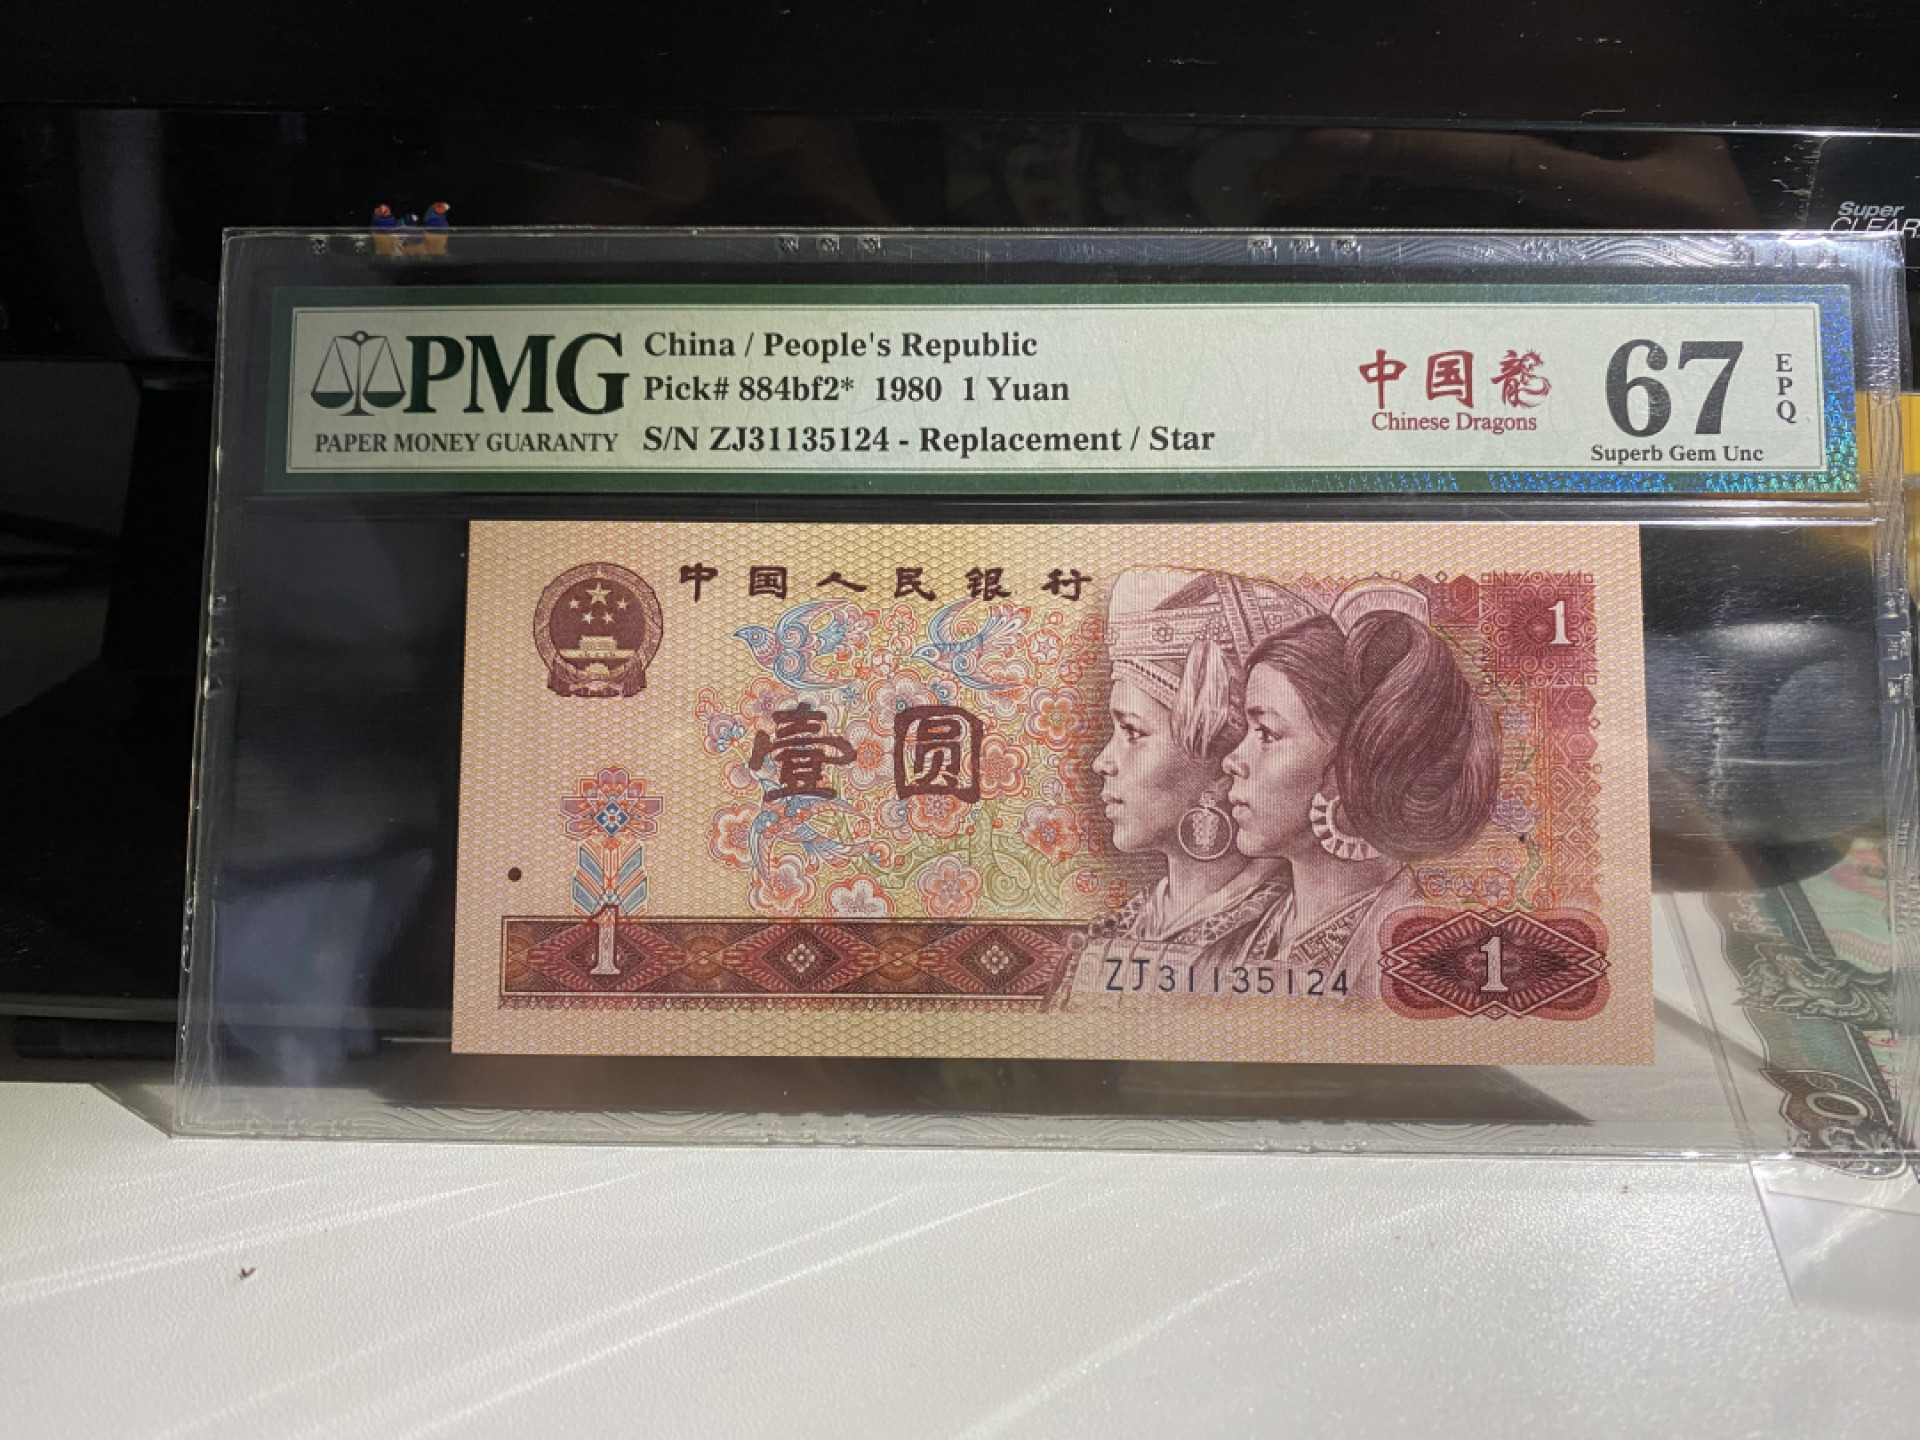 Super
CLEAR
PMG
PAPER MONEY GUARANTY
China / People's Republic
Pick# 884bf2* 1980 1 Yuan
S/N ZJ31135124 - Replacement / Star
中国龍
Chinese Dragons
67
EPQ
Superb Gem Unc
中国人民银行
1
壹圆
1
ZJ31135124
1